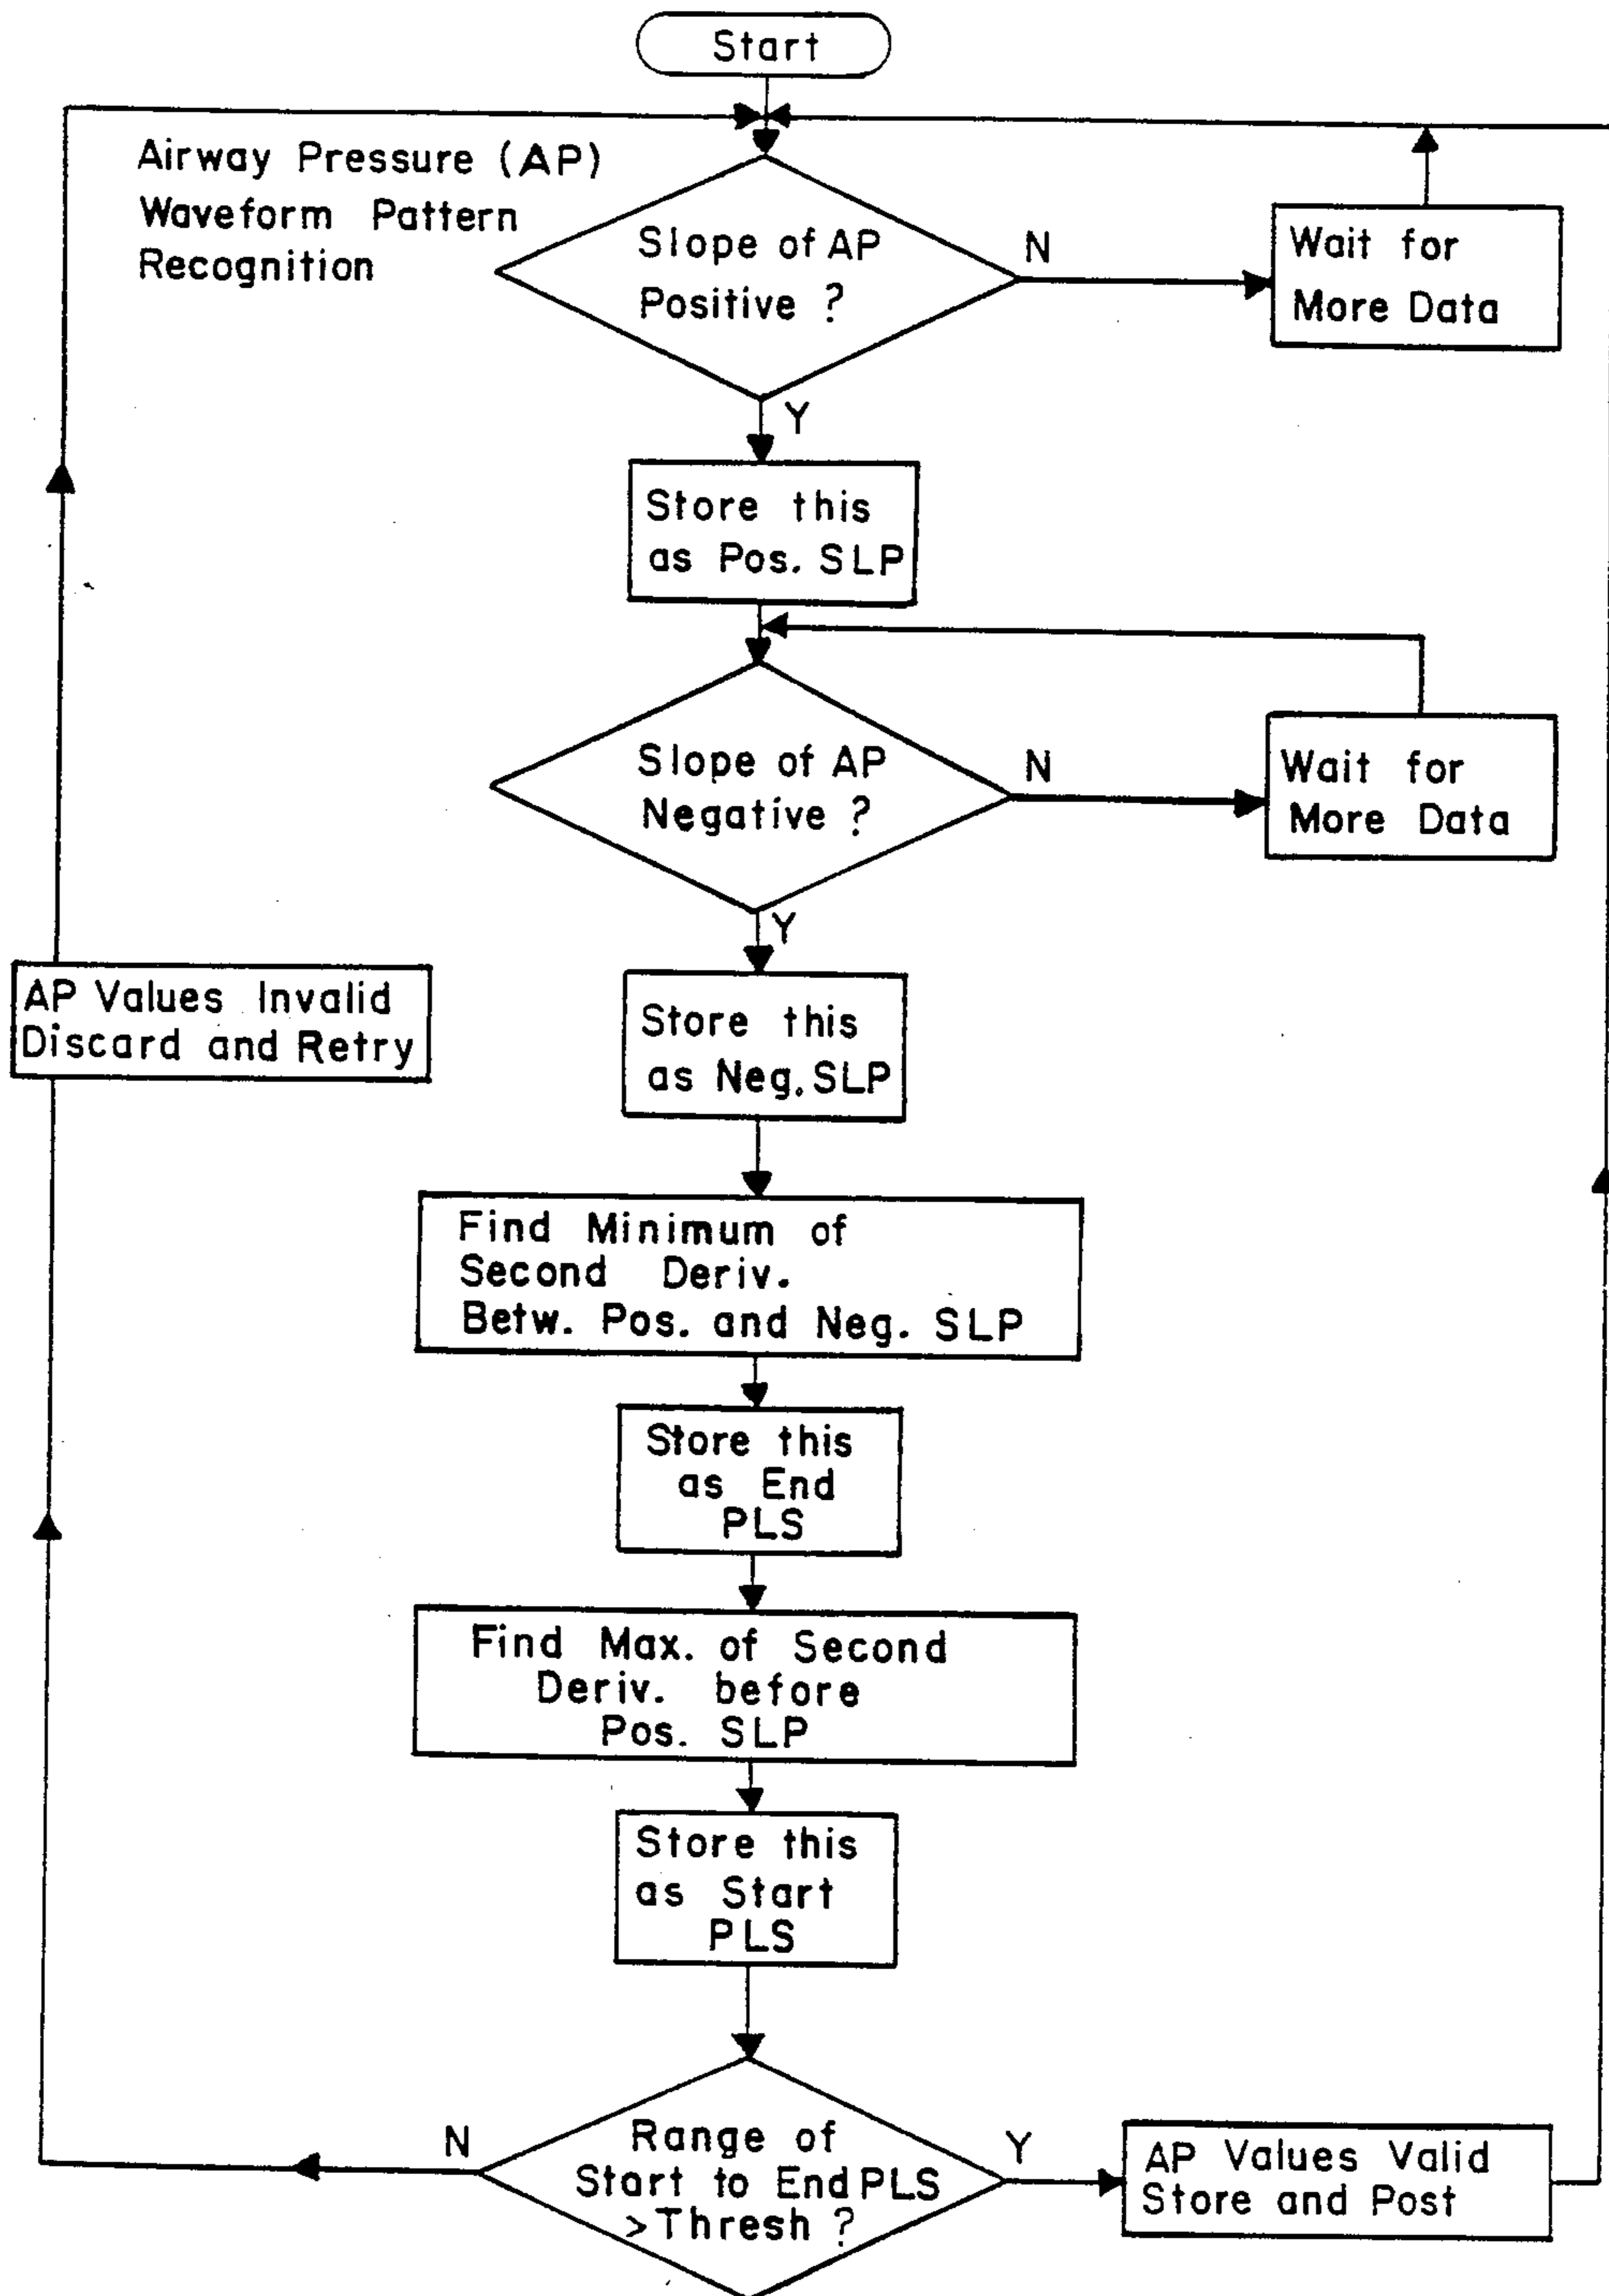 Start
Airway Pressure (AP)
Waveform Pattern
Recognition
Slope of AP
Positive ?
N
Wait for
More Data
Y
Store this
as Pos. SLP
Slope of AP
Negative ?
N
Wait for
More Data
Y
AP Values Invalid
Discard and Retry
Store this
as Neg. SLP
Find Minimum of
Second Deriv.
Betw. Pos. and Neg. SLP
Store this
as End
PLS
Find Max. of Second
Deriv. before
Pos. SLP
Store this
as Start
PLS
N
Range of
Start to End PLS
>Thresh ?
Y
AP Values Valid
Store and Post